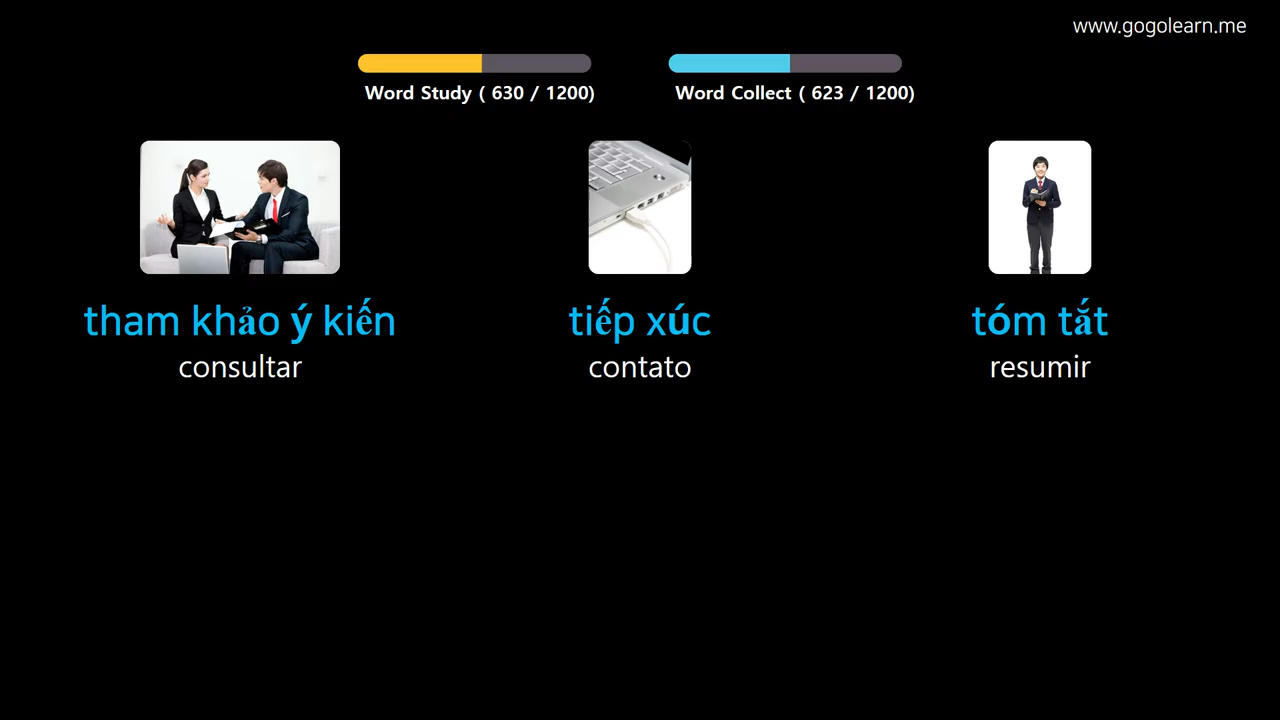 www.gogolearn.me
Word Study ( 630 / 1200)
Word Collect ( 623 / 1200)
tham khảo ý kiến
consultar
tiếp xúc
contato
tóm tắt
resumir